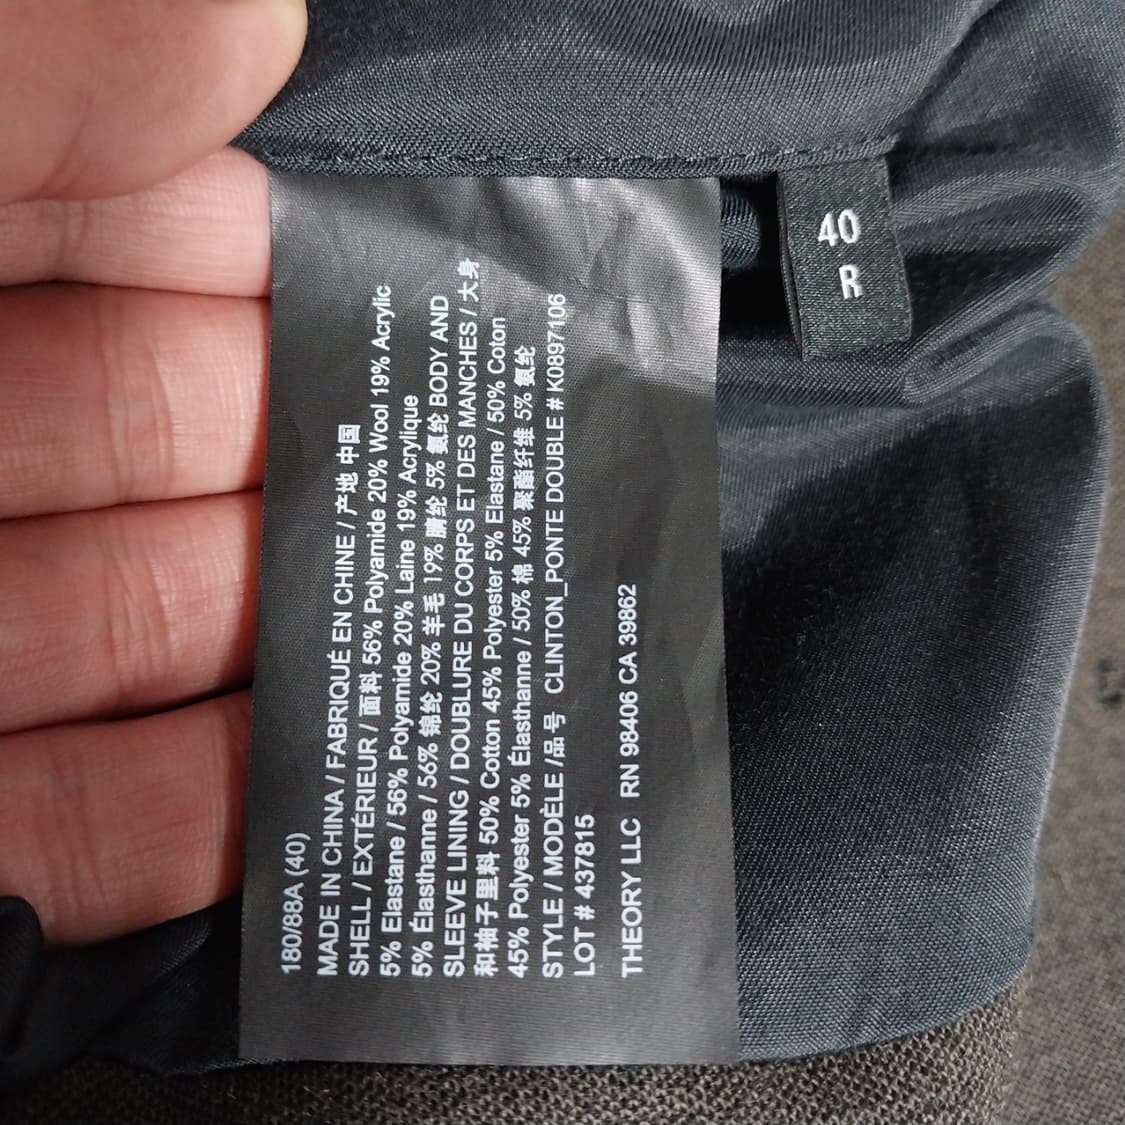 180/88A (40)
MADE IN CHINA / FABRIQUÉ EN CHINE / 产地 中国
SHELL / EXTÉRIEUR / 面料 56% Polyamide 20% Wool 19% Acrylic
5% Elastane / 56% Polyamide 20% Laine 19% Acrylique
5% Élasthanne / 56% 锦纶 20% 羊毛 19% 腈纶 5% 氨纶 BODY AND
SLEEVE LINING / DOUBLURE DU CORPS ET DES MANCHES / 大身
和袖子里料 50% Cotton 45% Polyester 5% Elastane / 50% Coton
45% Polyester 5% Élasthanne / 50% 棉 45% 聚酯纤维 5% 氨纶
STYLE / MODÈLE /品号 CLINTON_PONTE DOUBLE # K0897106
LOT # 437815
THEORY LLC RN 98406 CA 39862
40
R